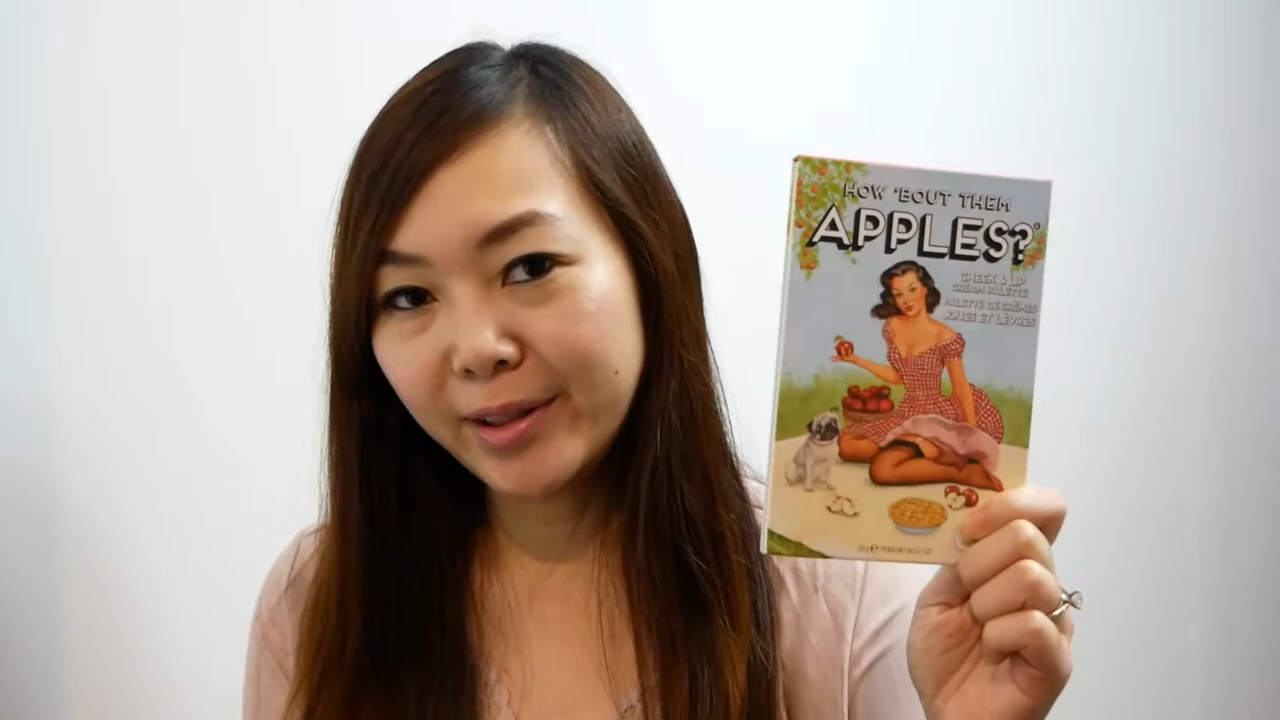 HOW 'BOUT THEM
APPLES?®
CHEEK & LIP
CREAM PALETTE
PALETTE DE CRÈMES
JOUES ET LÈVRES